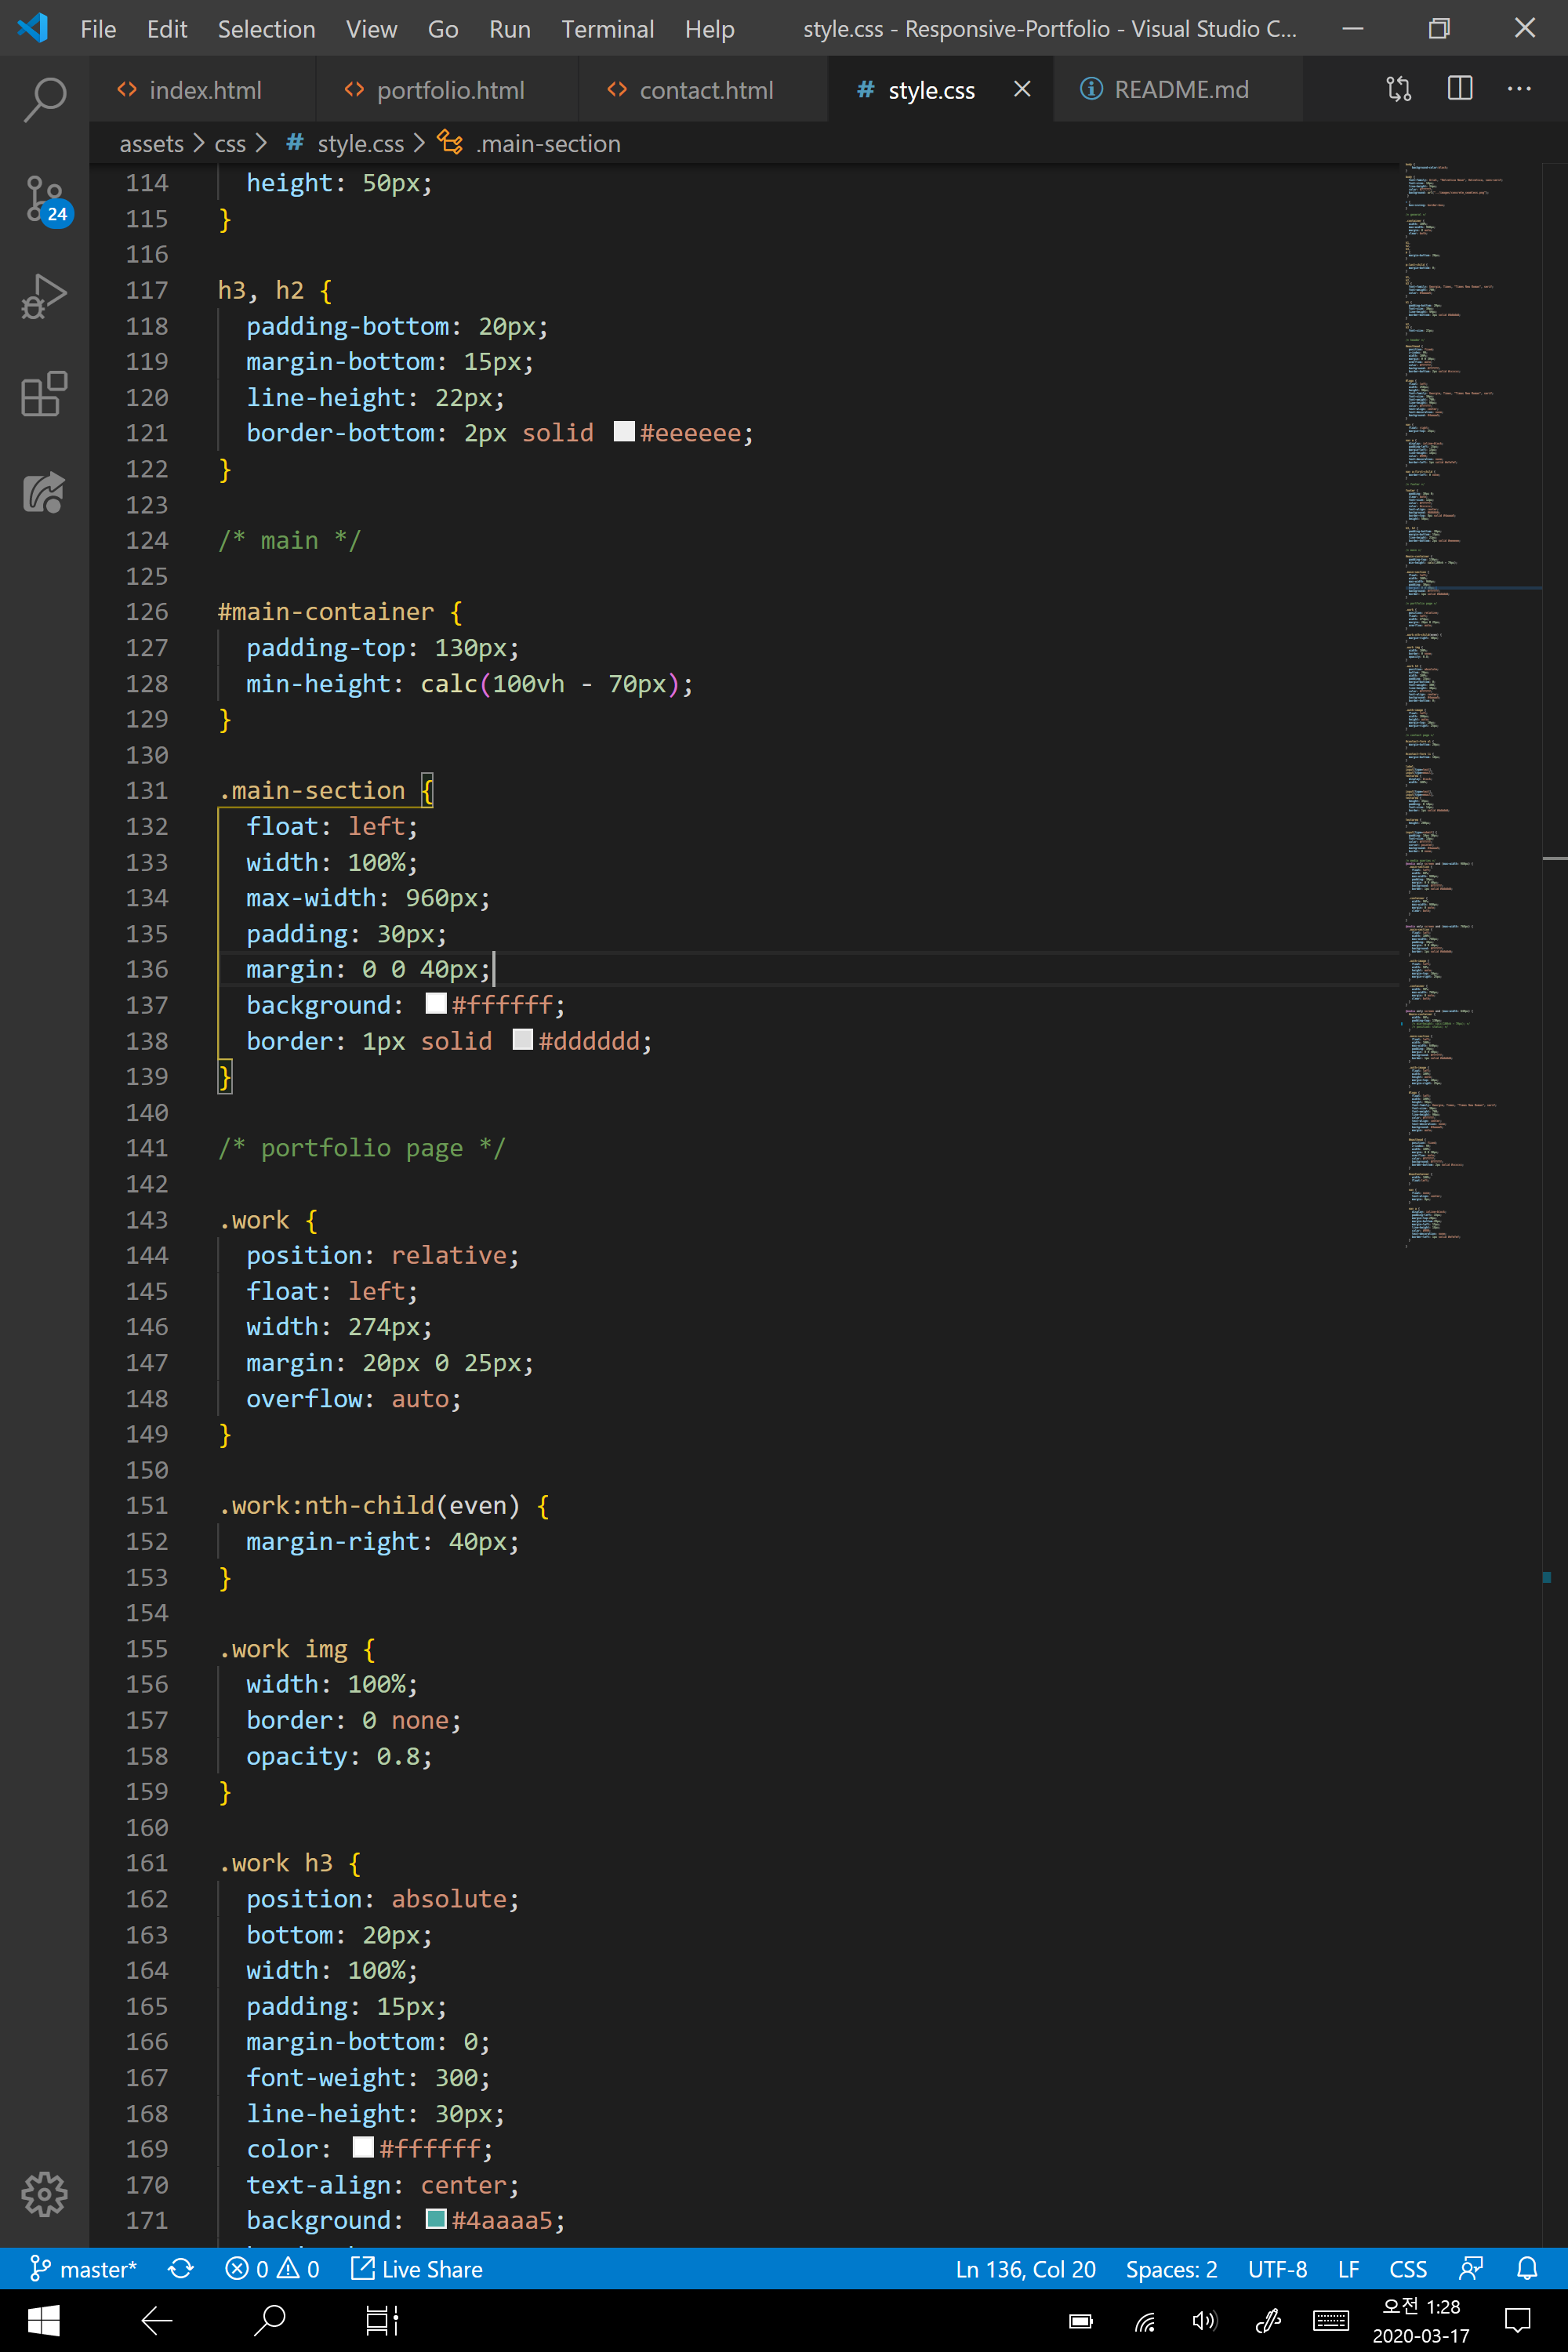 File Edit Selection View Go Run Terminal Help style.css - Responsive-Portfolio - Visual Studio C...
index.html portfolio.html contact.html # style.css README.md
assets > css > # style.css > .main-section
24
114 height: 50px;
115 }
116
117 h3, h2 {
118 padding-bottom: 20px;
119 margin-bottom: 15px;
120 line-height: 22px;
121 border-bottom: 2px solid #eeeeee;
122 }
123
124 /* main */
125
126 #main-container {
127 padding-top: 130px;
128 min-height: calc(100vh - 70px);
129 }
130
131 .main-section {
132 float: left;
133 width: 100%;
134 max-width: 960px;
135 padding: 30px;
136 margin: 0 0 40px;
137 background: #ffffff;
138 border: 1px solid #dddddd;
139 }
140
141 /* portfolio page */
142
143 .work {
144 position: relative;
145 float: left;
146 width: 274px;
147 margin: 20px 0 25px;
148 overflow: auto;
149 }
150
151 .work:nth-child(even) {
152 margin-right: 40px;
153 }
154
155 .work img {
156 width: 100%;
157 border: 0 none;
158 opacity: 0.8;
159 }
160
161 .work h3 {
162 position: absolute;
163 bottom: 20px;
164 width: 100%;
165 padding: 15px;
166 margin-bottom: 0;
167 font-weight: 300;
168 line-height: 30px;
169 color: #ffffff;
170 text-align: center;
171 background: #4aaaa5;
master* 0 0 Live Share Ln 136, Col 20 Spaces: 2 UTF-8 LF CSS
오전 1:28
2020-03-17